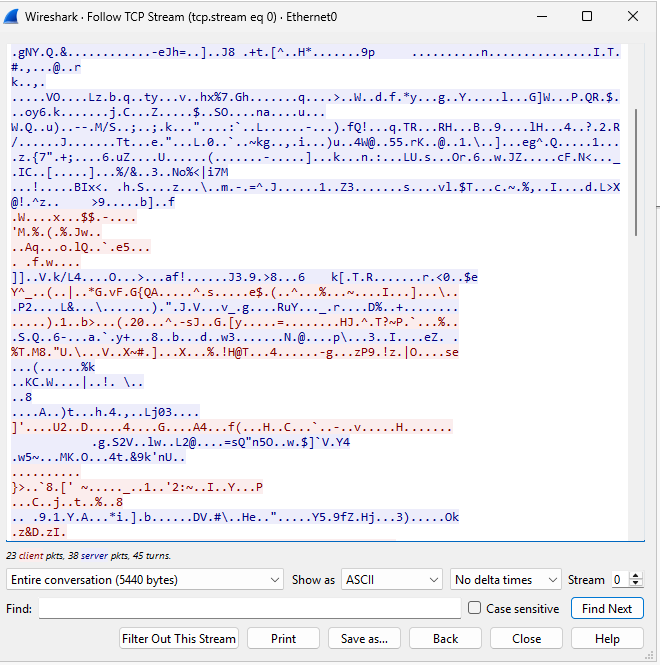 Wireshark · Follow TCP Stream (tcp.stream eq 0) · Ethernet0
.gNY.Q.&............-eJh=..]..J8 .+t.[^..H*.......9p     ..........n..............I.T.
#.,...@..r
k..,.
.....VO....Lz.b.q..ty...v..hx%7.Gh.......q....>..W..d.f.*y...g..Y.....l...G]W...P.QR.$.
..oy6.k.......j.C...Z.....$..SO....na....u...
W.Q..u)..--.M/S..;..;.k..."....:`..L......-...).fQ!...q.TR...RH...B..9....lH...4..?.2.R
/......J.......Tt...e."...L.0..`..~kg..,.i...)u..4W@..55.rK..@..1.\..]...eg^.Q.....1...
.z.{7".+;....6.uZ....U.......(.......-.....]...k...n.:....LU.s...Or.6..w.JZ.....cF.N<..._
.IC..[.....]...%/&..3..No%<|i7M
...!.....BIx<. .h.S....z...\..m.-.=^.J......1..Z3.......s....vl.$T...c.~.%,..I....d.L>X
@!.^z..    >9.....b]..f
.W....x...$$.-....
'M.%.(.%.Jw..
..Aq...o.lQ..`.e5...
. .f.w....
]]..V.k/L4....O...>...af!......J3.9.>8...6    k[.T.R.......r.<0..$e
Y^_..(..|..*G.vF.G{QA.....^.s.....e$.(..^...%...~....I...]...\..
.P2....L&...\.......).".J.V...v_.g....RuY..._.r....D%..+.......
.....).1..b>...(.20...^.-sJ..G.[y.....=........HJ.^.T?~P.`...%..
.S.Q..6-...a.`.y+...8..b...d..w3.......N.@....p\...3..I....eZ. .
%T.M8."U.\...V..X~#.]...X...%.!H@T...4......-g...zP9.!z.|O....se
...(......%k
..KC.W....|..!. \..
..8
....A..)t...h.4.,..Lj03....
]'....U2..D.....4....G....A4...f(...H..C...`..-..v.....H.......
.g.S2V..lw..L2@....=sQ"n5O..w.$]`V.Y4
.w5~...MK.O...4t.&9k'nU..
..........
}>..`8.[' ~....._..1..'2:~..I..Y...P
...C..j..t..%..8
.. .9.1.Y.A...*i.].b......DV.#\..He..".....Y5.9fZ.Hj...3).....Ok
.z&D.zI.
23 client pkts, 38 server pkts, 45 turns.
Entire conversation (5440 bytes) Show as ASCII No delta times Stream 0
Find: Case sensitive Find Next
Filter Out This Stream Print Save as... Back Close Help